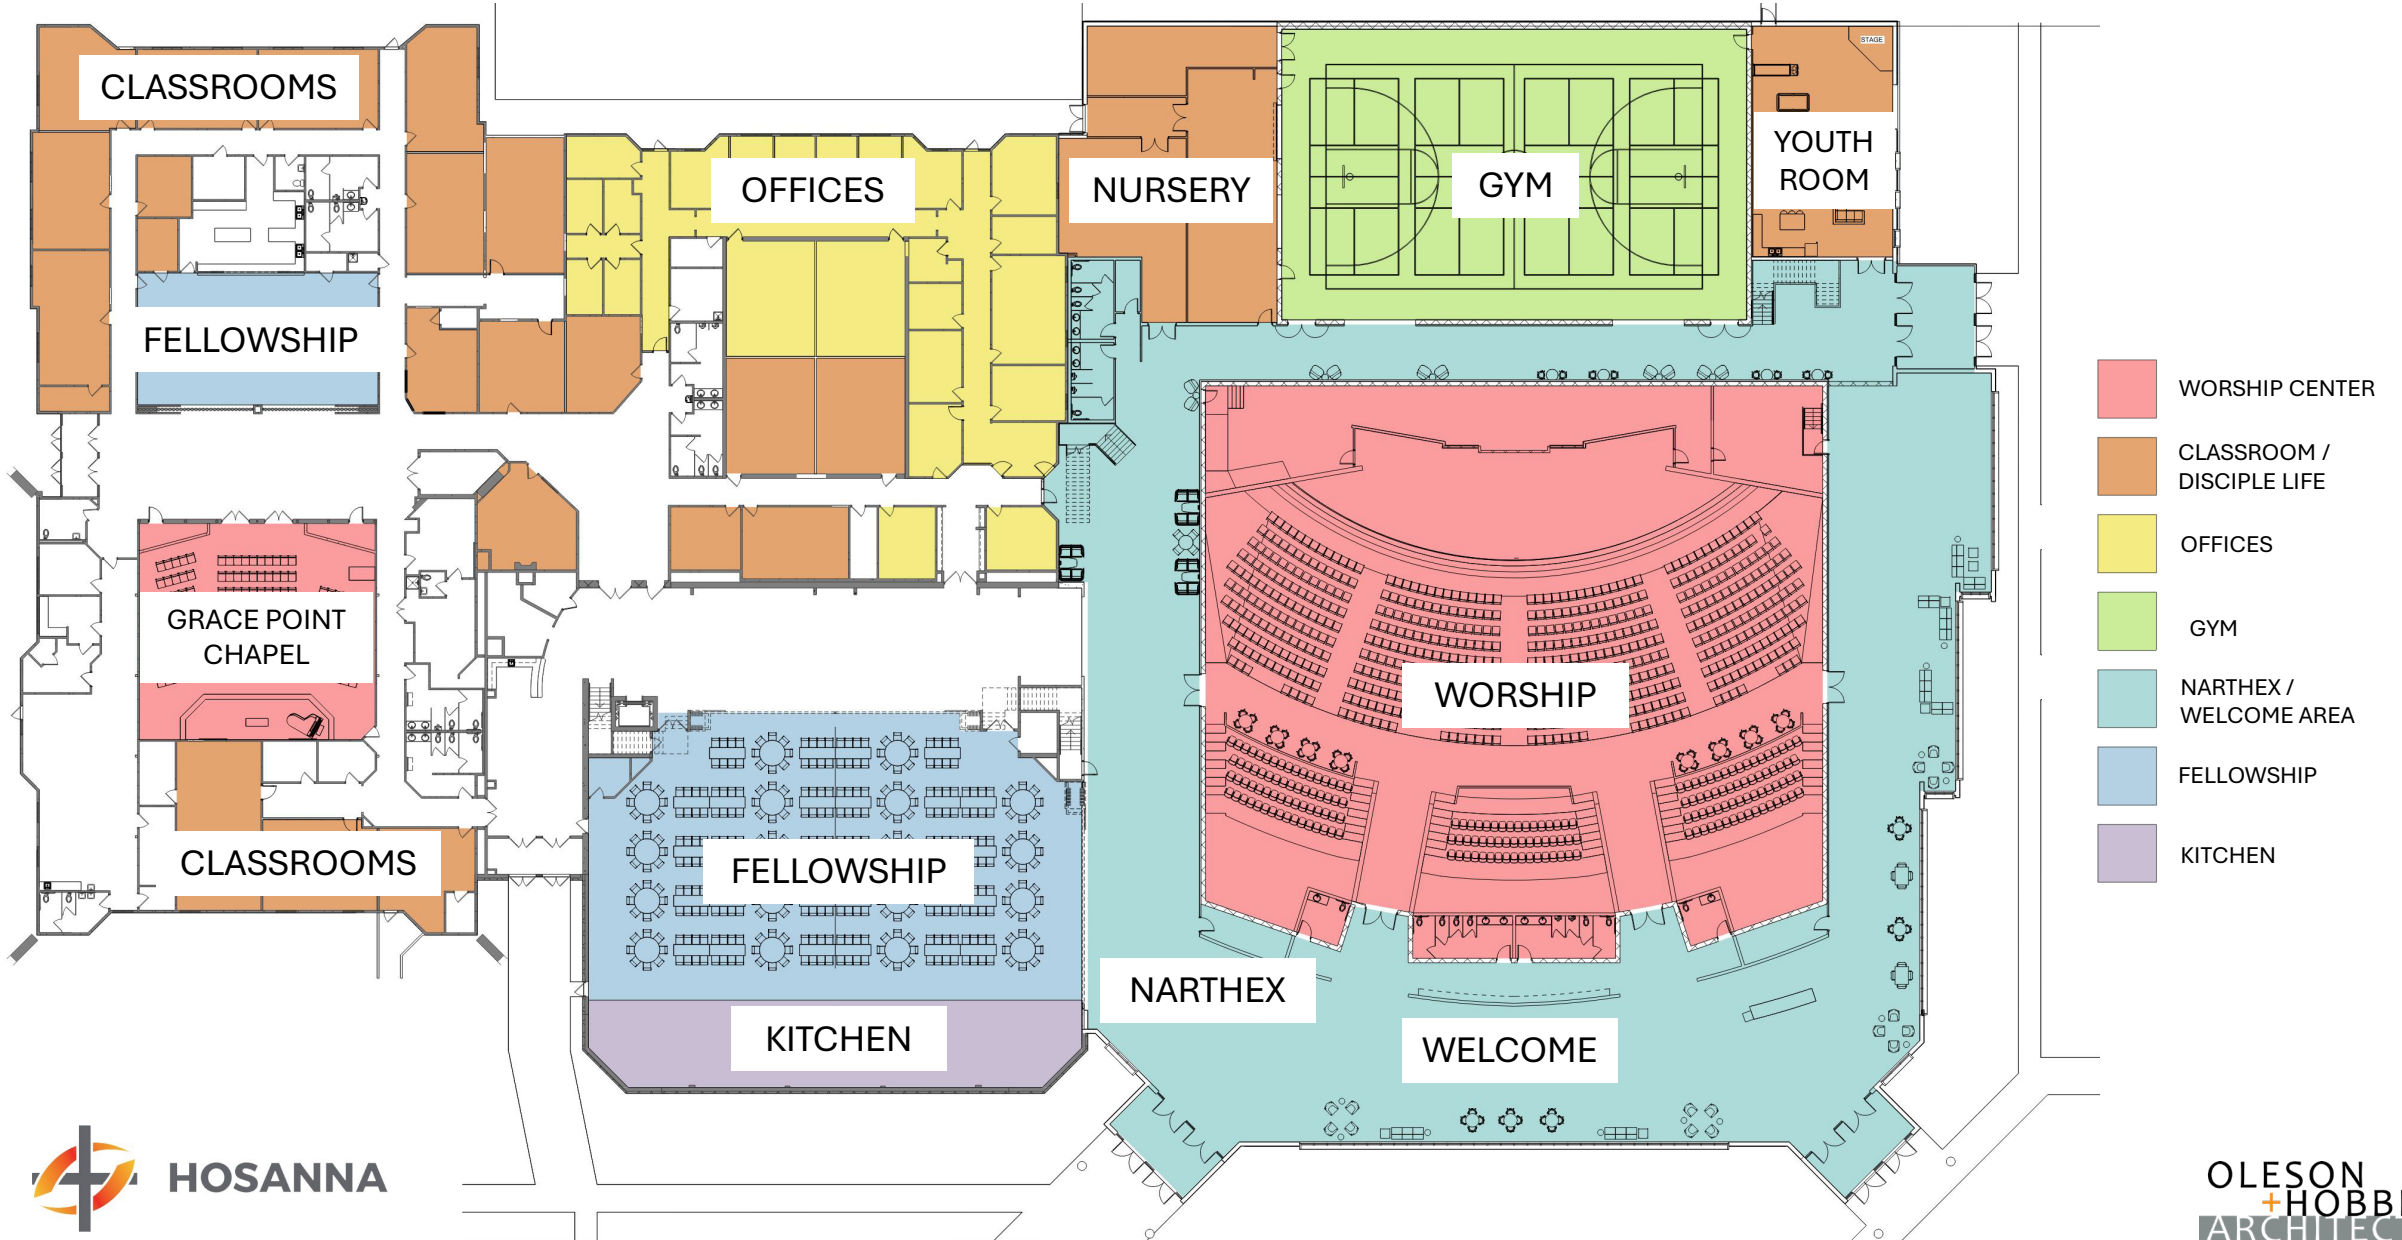 STAGE
CLASSROOMS
OFFICES
NURSERY
GYM
YOUTH
ROOM
FELLOWSHIP
GRACE POINT
CHAPEL
WORSHIP
CLASSROOMS
FELLOWSHIP
KITCHEN
NARTHEX
WELCOME
WORSHIP CENTER
CLASSROOM /
DISCIPLE LIFE
OFFICES
GYM
NARTHEX /
WELCOME AREA
FELLOWSHIP
KITCHEN
HOSANNA
OLESON
+HOBB
ARCHITEC